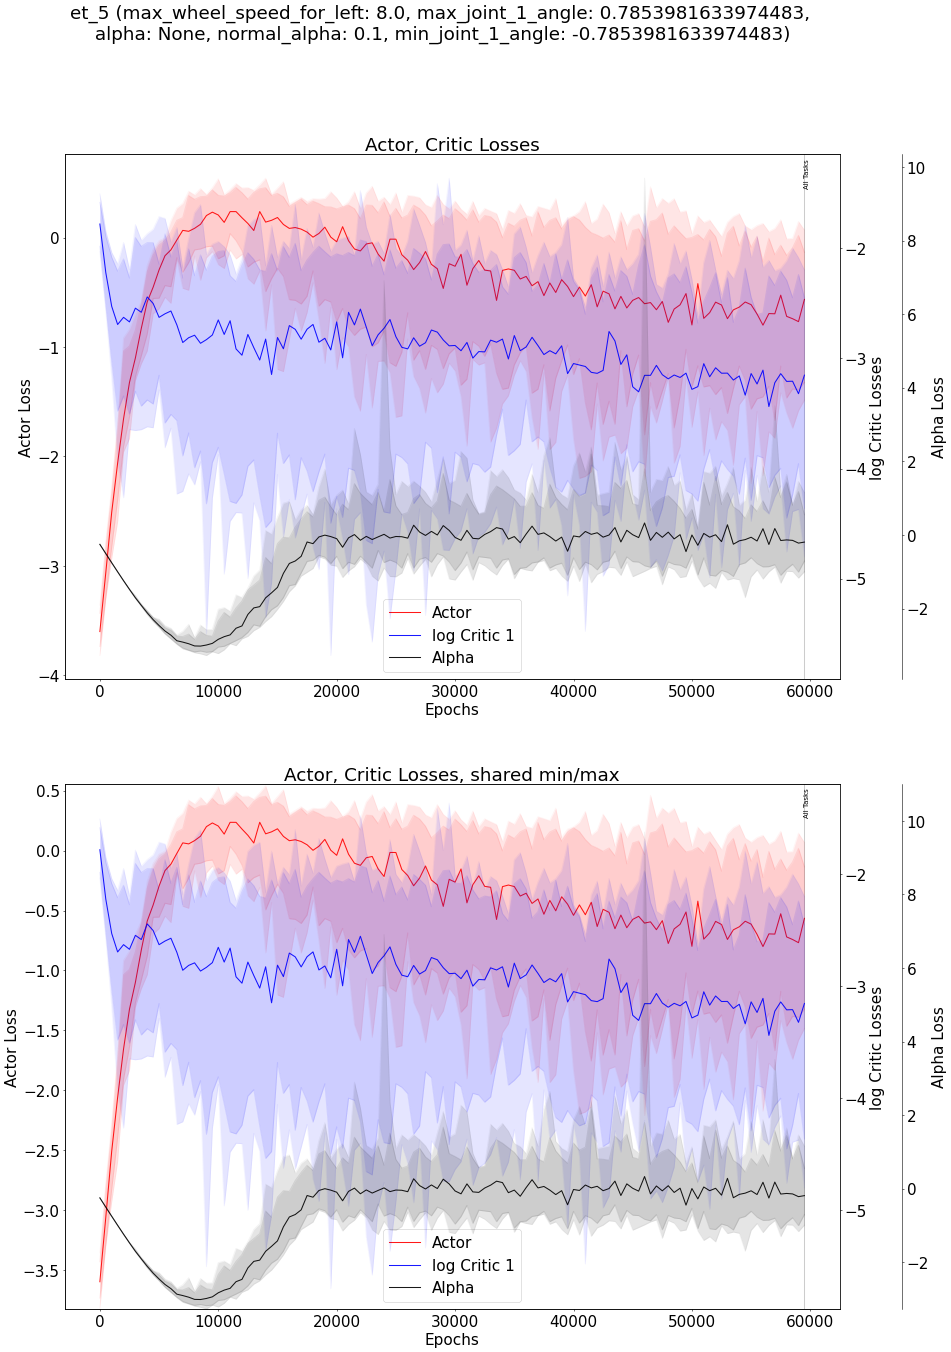 et_5 (max_wheel_speed_for_left: 8.0, max_joint_1_angle: 0.7853981633974483,
alpha: None, normal_alpha: 0.1, min_joint_1_angle: -0.7853981633974483)
Actor, Critic Losses
All Tasks
0
−1
−2
−3
−4
Actor Loss
−2
−3
−4
−5
log Critic Losses
10
8
6
4
2
0
−2
Alpha Loss
Actor
log Critic 1
Alpha
0
10000
20000
30000
40000
50000
60000
Epochs
Actor, Critic Losses, shared min/max
All Tasks
0.5
0.0
−0.5
−1.0
−1.5
−2.0
−2.5
−3.0
−3.5
Actor Loss
−2
−3
−4
−5
log Critic Losses
10
8
6
4
2
0
−2
Alpha Loss
Actor
log Critic 1
Alpha
0
10000
20000
30000
40000
50000
60000
Epochs